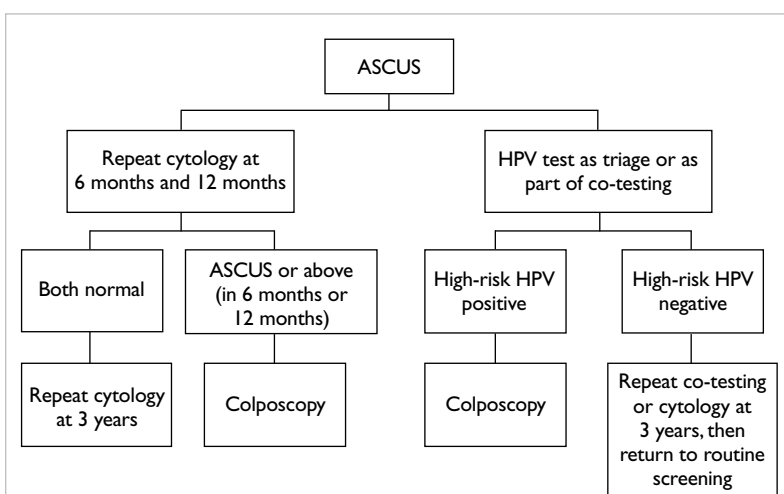 ASCUS
Repeat cytology at
6 months and 12 months
HPV test as triage or as
part of co-testing
Both normal
ASCUS or above
(in 6 months or
12 months)
High-risk HPV
positive
High-risk HPV
negative
Repeat cytology
at 3 years
Colposcopy
Colposcopy
Repeat co-testing
or cytology at
3 years, then
return to routine
screening